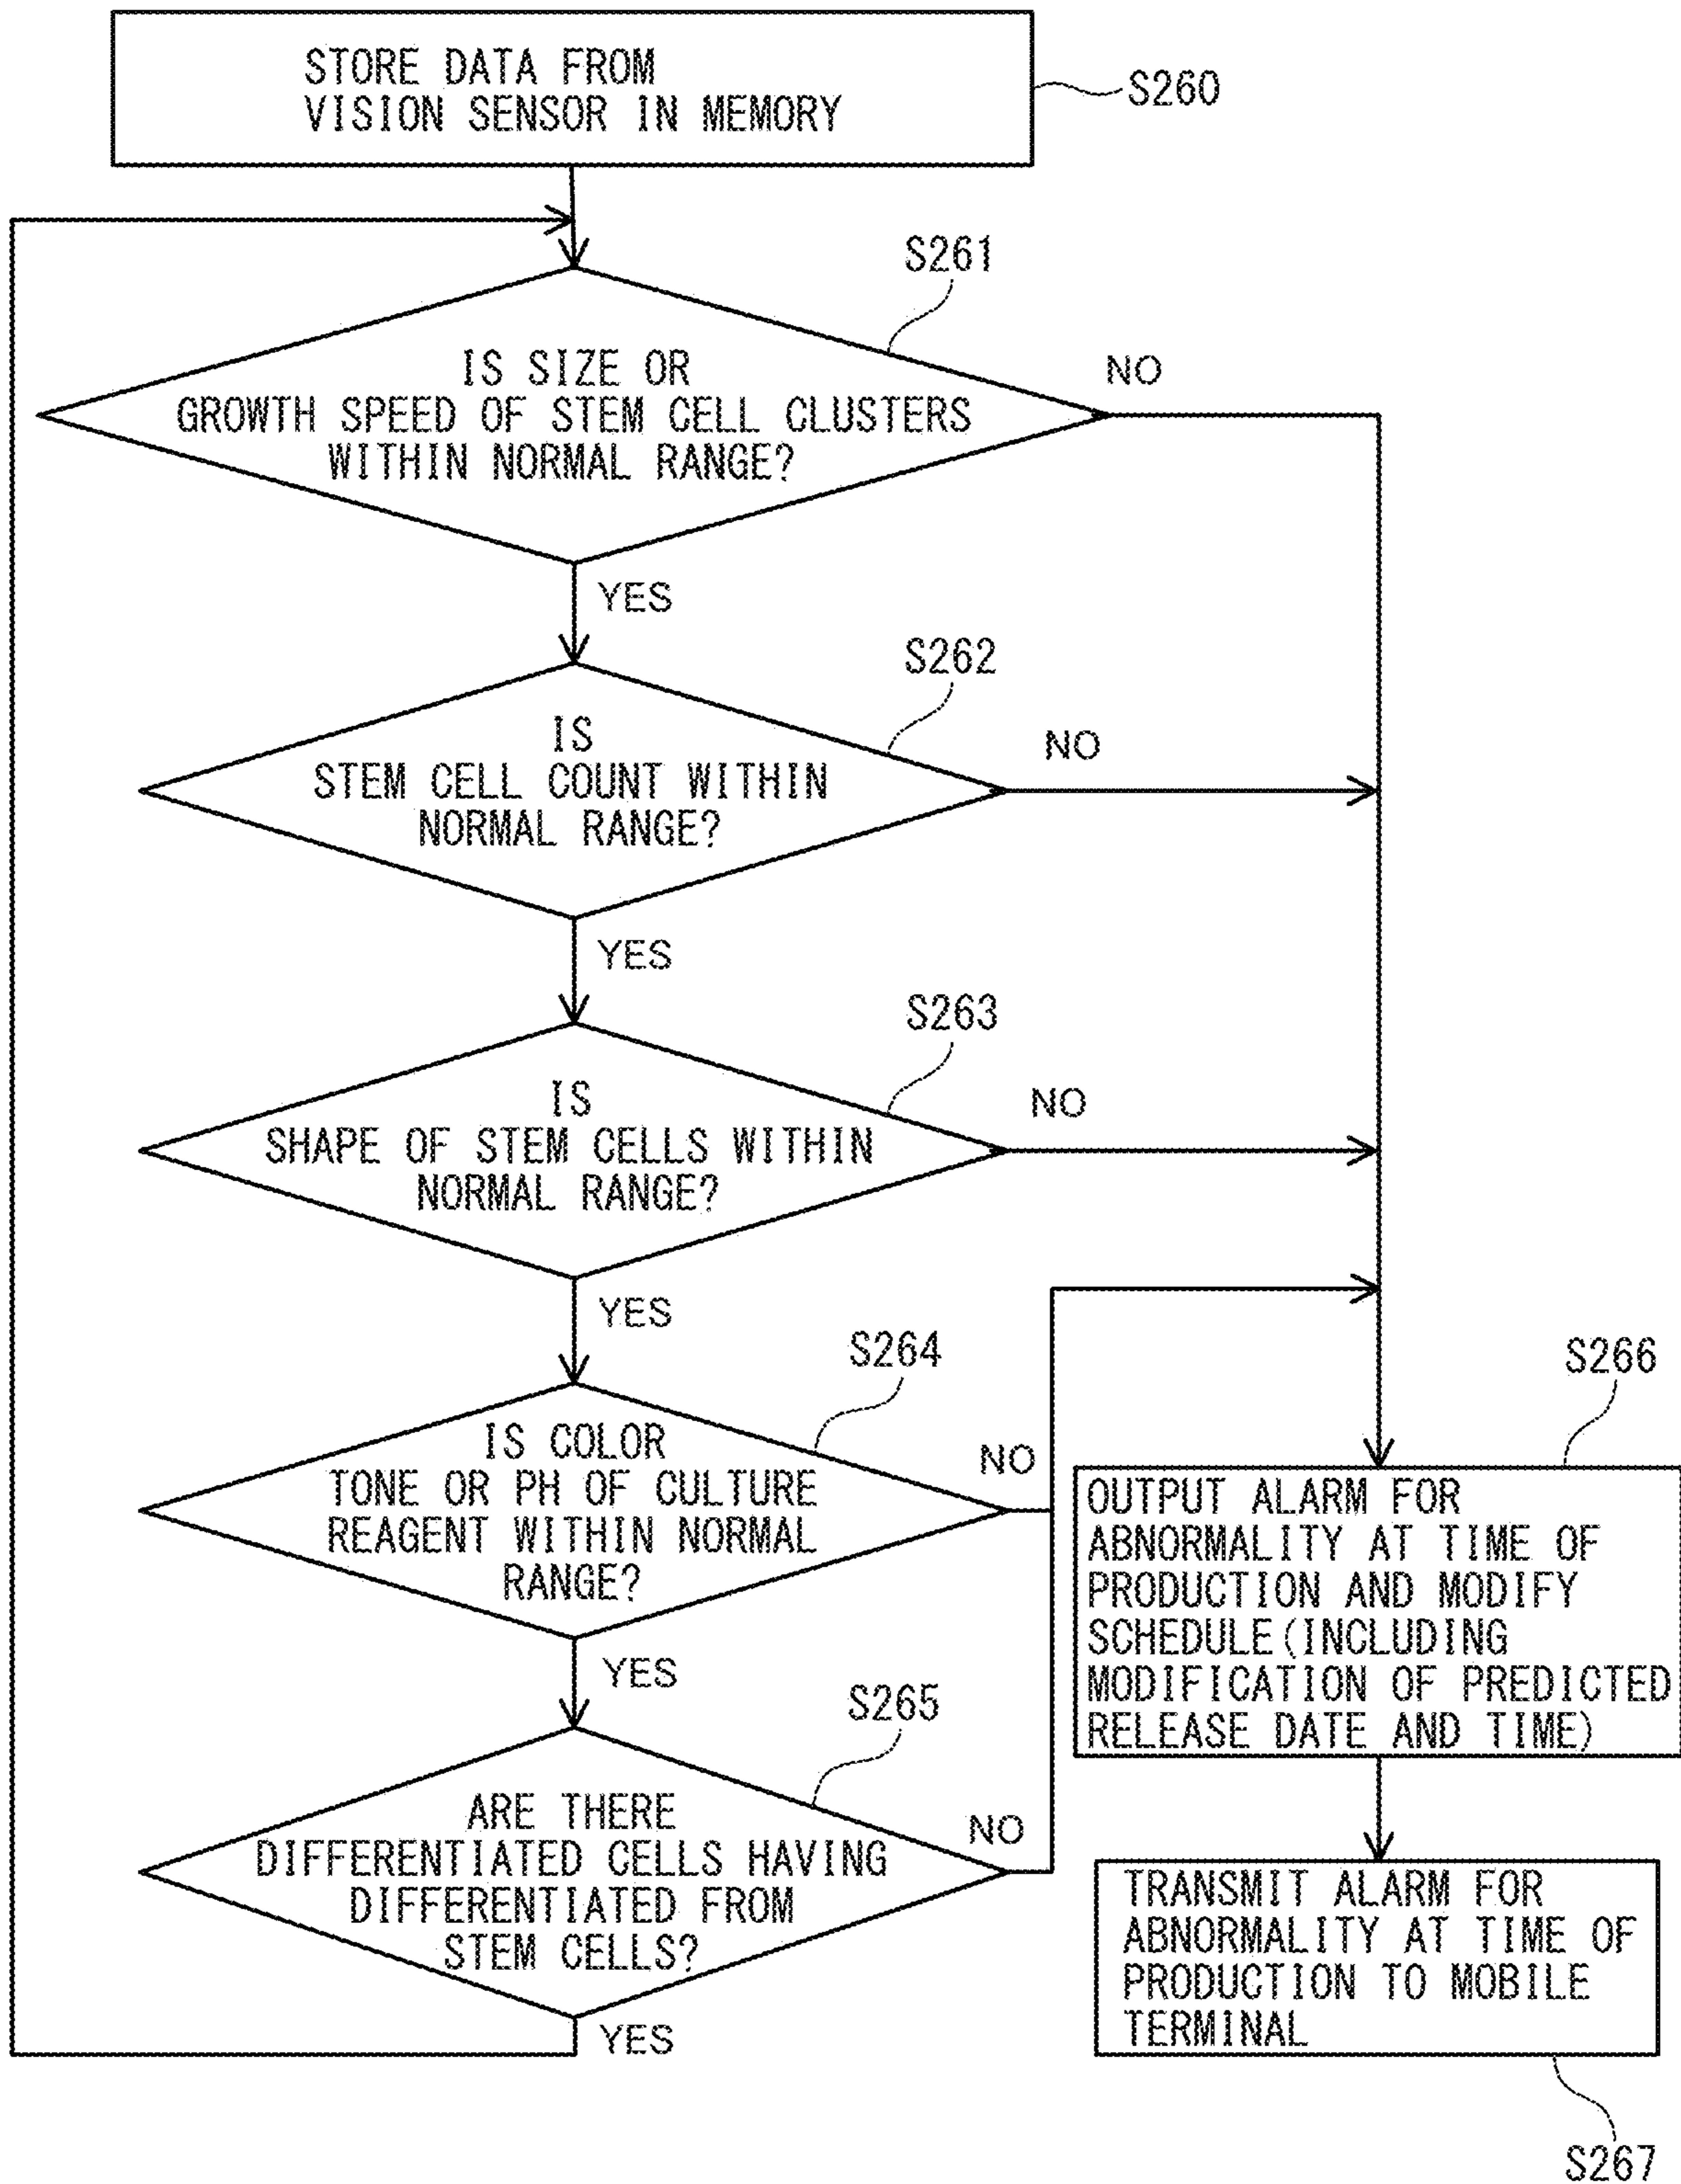 STORE DATA FROM
VISION SENSOR IN MEMORY
S260
S261
IS SIZE OR
GROWTH SPEED OF STEM CELL CLUSTERS
WITHIN NORMAL RANGE?
NO
YES
S262
IS
STEM CELL COUNT WITHIN
NORMAL RANGE?
NO
YES
S263
IS
SHAPE OF STEM CELLS WITHIN
NORMAL RANGE?
NO
YES
S264
IS COLOR
TONE OR PH OF CULTURE
REAGENT WITHIN NORMAL
RANGE?
NO
YES
S265
ARE THERE
DIFFERENTIATED CELLS HAVING
DIFFERENTIATED FROM
STEM CELLS?
NO
YES
S266
OUTPUT ALARM FOR
ABNORMALITY AT TIME OF
PRODUCTION AND MODIFY
SCHEDULE(INCLUDING
MODIFICATION OF PREDICTED
RELEASE DATE AND TIME)
TRANSMIT ALARM FOR
ABNORMALITY AT TIME OF
PRODUCTION TO MOBILE
TERMINAL
S267